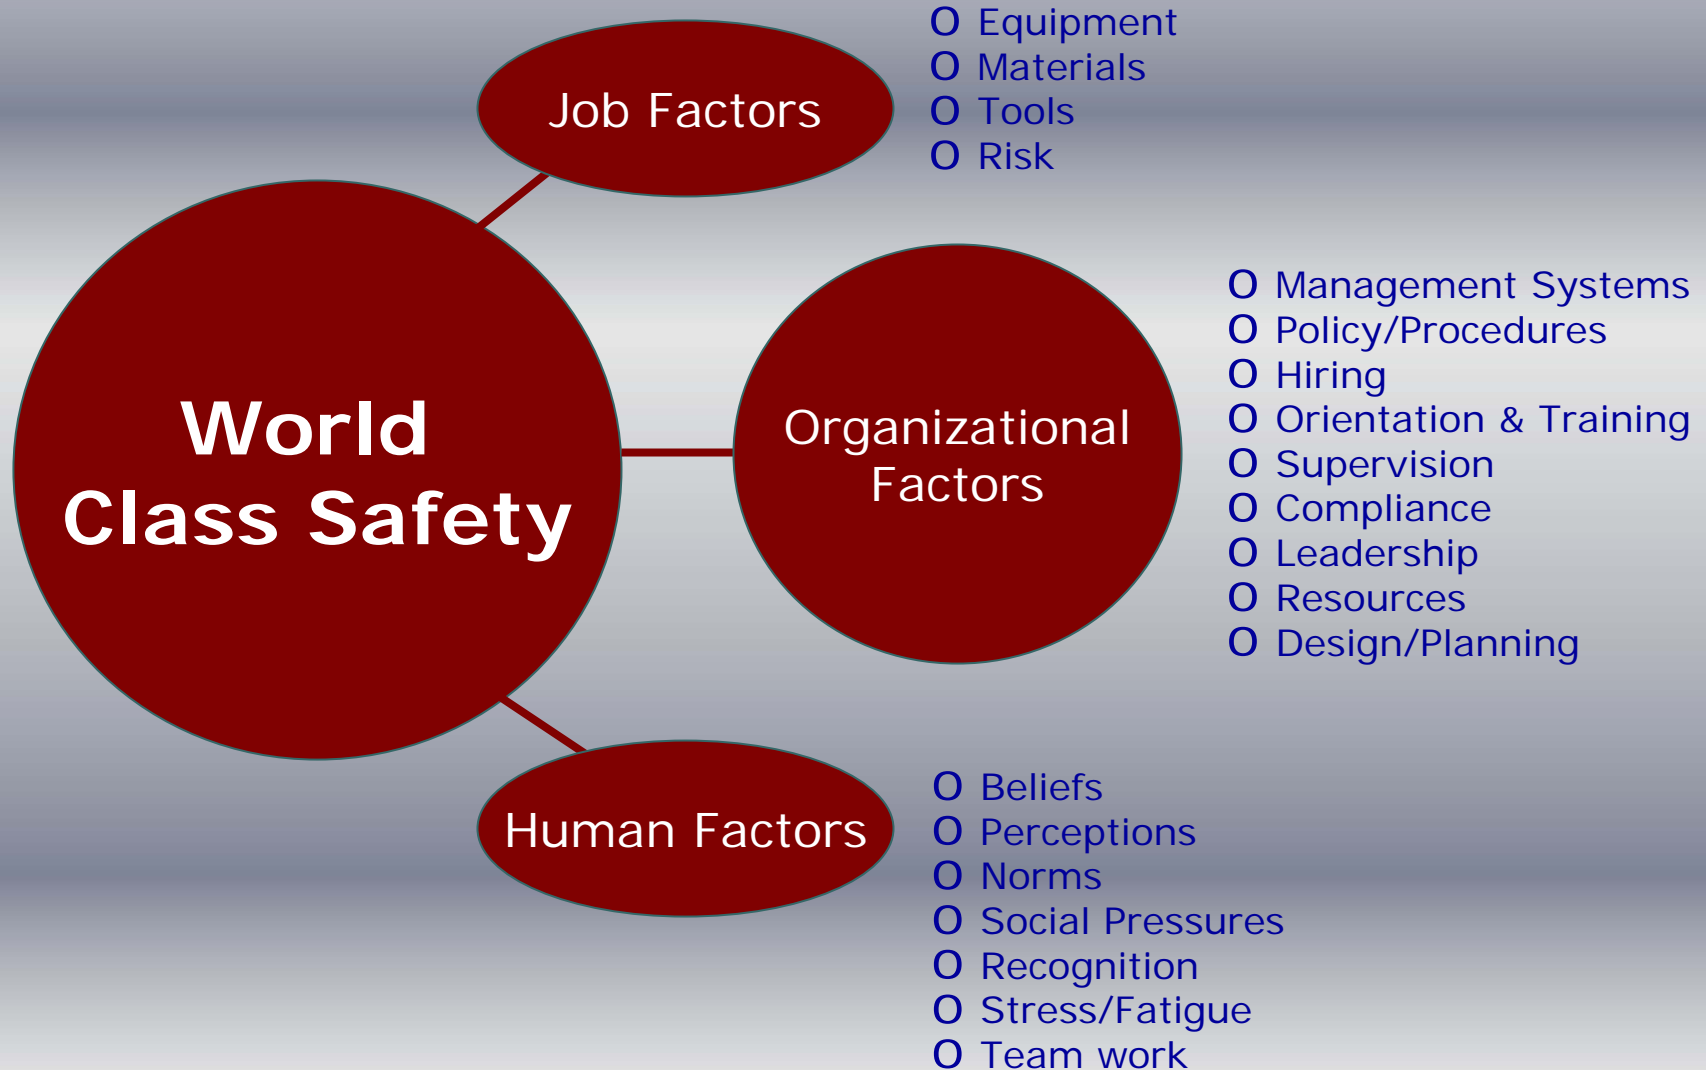 Job Factors
O Equipment
O Materials
O Tools
O Risk
World
Class Safety
Organizational
Factors
O Management Systems
O Policy/Procedures
O Hiring
O Orientation & Training
O Supervision
O Compliance
O Leadership
O Resources
O Design/Planning
Human Factors
O Beliefs
O Perceptions
O Norms
O Social Pressures
O Recognition
O Stress/Fatigue
O Team work